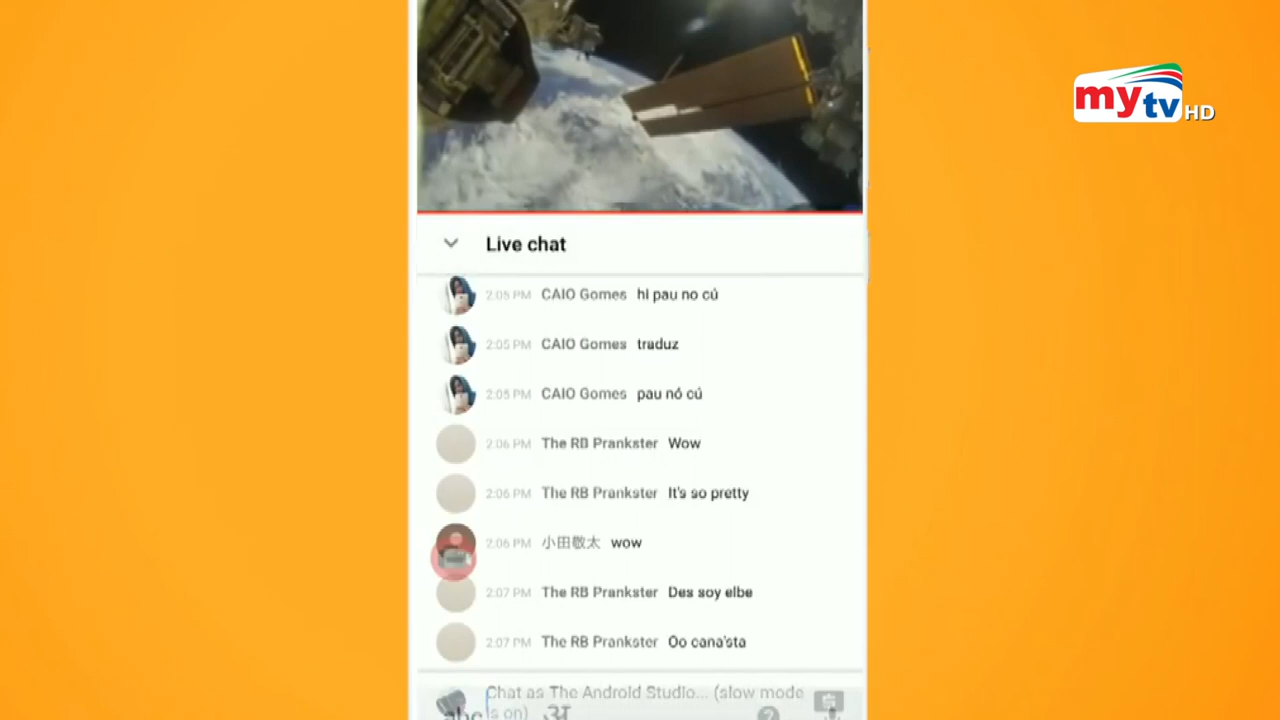 mytv HD
Live chat
2:05 PM CAIO Gomes hi pau no cú
2:05 PM CAIO Gomes traduz
2:05 PM CAIO Gomes pau nó cú
2:06 PM The RB Prankster Wow
2:06 PM The RB Prankster It's so pretty
2:06 PM 小田敬太 wow
2:07 PM The RB Prankster Des soy elbe
2:07 PM The RB Prankster Oo cana'sta
Chat as The Android Studio... (slow mode
is on)
abc अ